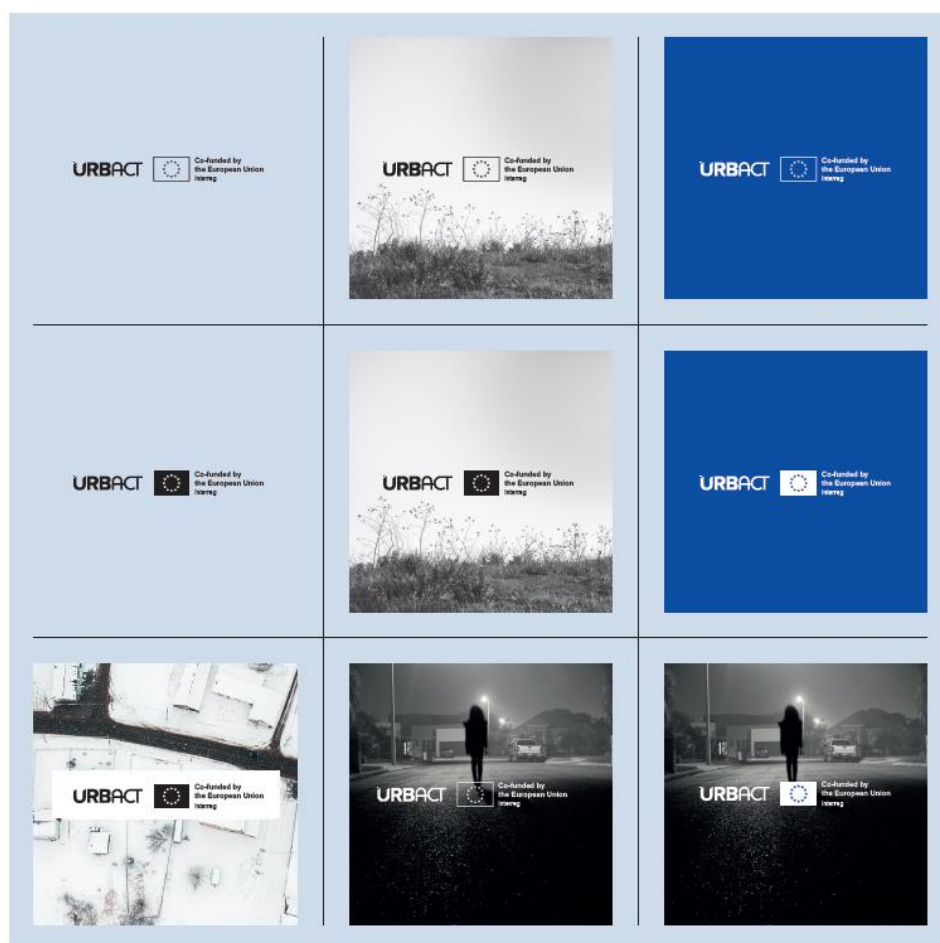 URBACT
Co-funded by
the European Union
Interreg
URBACT
Co-funded by
the European Union
Interreg
URBACT
Co-funded by
the European Union
Interreg
URBACT
Co-funded by
the European Union
Interreg
URBACT
Co-funded by
the European Union
Interreg
URBACT
Co-funded by
the European Union
Interreg
URBACT
Co-funded by
the European Union
Interreg
URBACT
Co-funded by
the European Union
Interreg
URBACT
Co-funded by
the European Union
Interreg